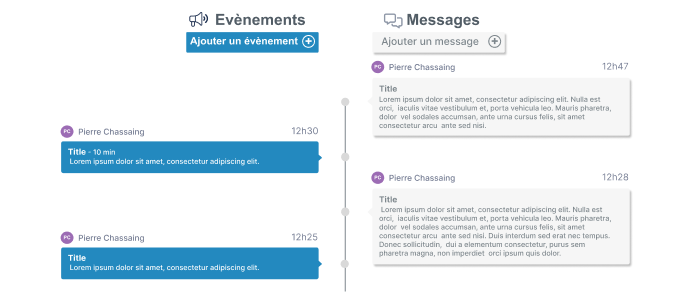 Evènements
Ajouter un évènement
Messages
Ajouter un message
PC Pierre Chassaing 12h47
Title
Lorem ipsum dolor sit amet, consectetur adipiscing elit. Nulla est
orci, iaculis vitae vestibulum et, porta vehicula leo. Mauris pharetra,
dolor vel sodales accumsan, ante urna cursus felis, sit amet
consectetur arcu ante sed nisi.
PC Pierre Chassaing 12h30
Title - 10 min
Lorem ipsum dolor sit amet, consectetur adipiscing elit.
PC Pierre Chassaing 12h28
Title
Lorem ipsum dolor sit amet, consectetur adipiscing elit. Nulla est
orci, iaculis vitae vestibulum et, porta vehicula leo. Mauris pharetra,
dolor vel sodales accumsan, ante urna cursus felis, sit amet
consectetur arcu ante sed nisi. Duis interdum sed erat nec tempus.
Donec sollicitudin, dui a elementum consectetur, purus sem
pharetra magna, non imperdiet orci ipsum quis dolor.
PC Pierre Chassaing 12h25
Title
Lorem ipsum dolor sit amet, consectetur adipiscing elit.